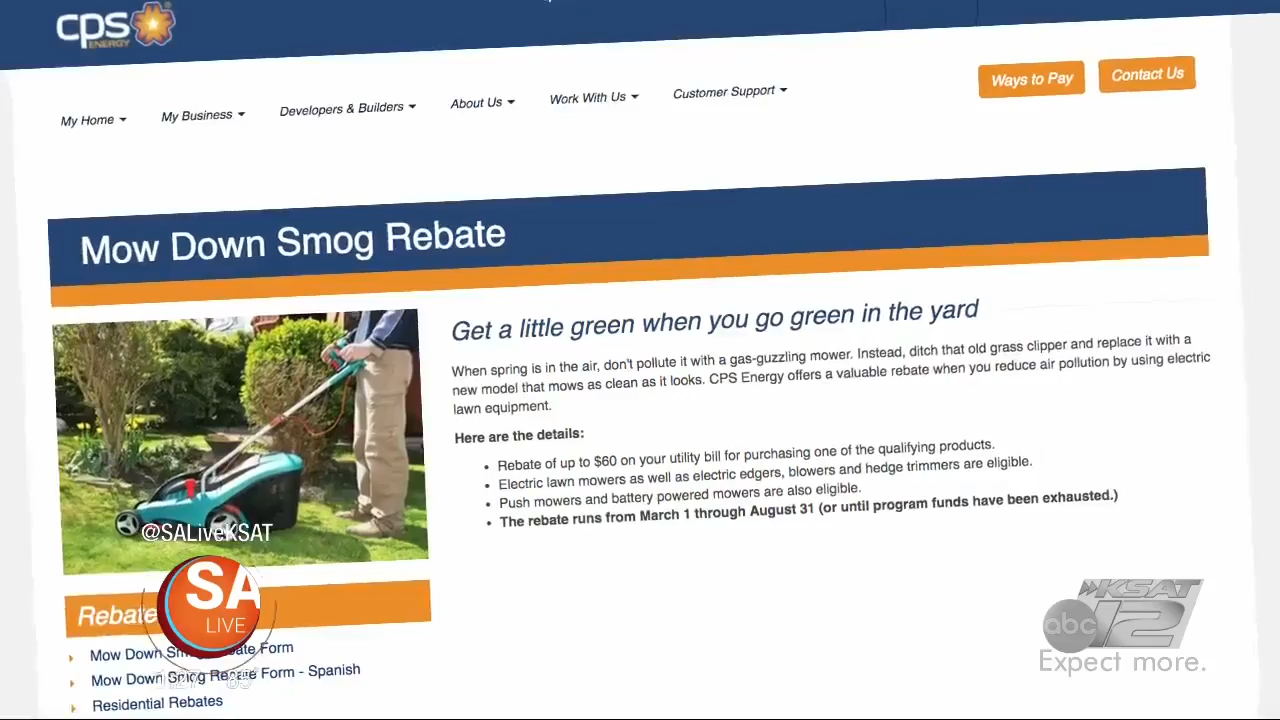 cps
ENERGY
Ways to Pay
Contact Us
My Home
My Business
Developers & Builders
About Us
Work With Us
Customer Support
Mow Down Smog Rebate
Get a little green when you go green in the yard
When spring is in the air, don't pollute it with a gas-guzzling mower. Instead, ditch that old grass clipper and replace it with a
new model that mows as clean as it looks. CPS Energy offers a valuable rebate when you reduce air pollution by using electric
lawn equipment.
Here are the details:
Rebate of up to $60 on your utility bill for purchasing one of the qualifying products.
Electric lawn mowers as well as electric edgers, blowers and hedge trimmers are eligible.
Push mowers and battery powered mowers are also eligible.
The rebate runs from March 1 through August 31 (or until program funds have been exhausted.)
@SALiveKSAT
SA
LIVE
Rebate
Mow Down Smog Rebate Form
Mow Down Smog Rebate Form - Spanish
Residential Rebates
KSAT
abc 12
Expect more.